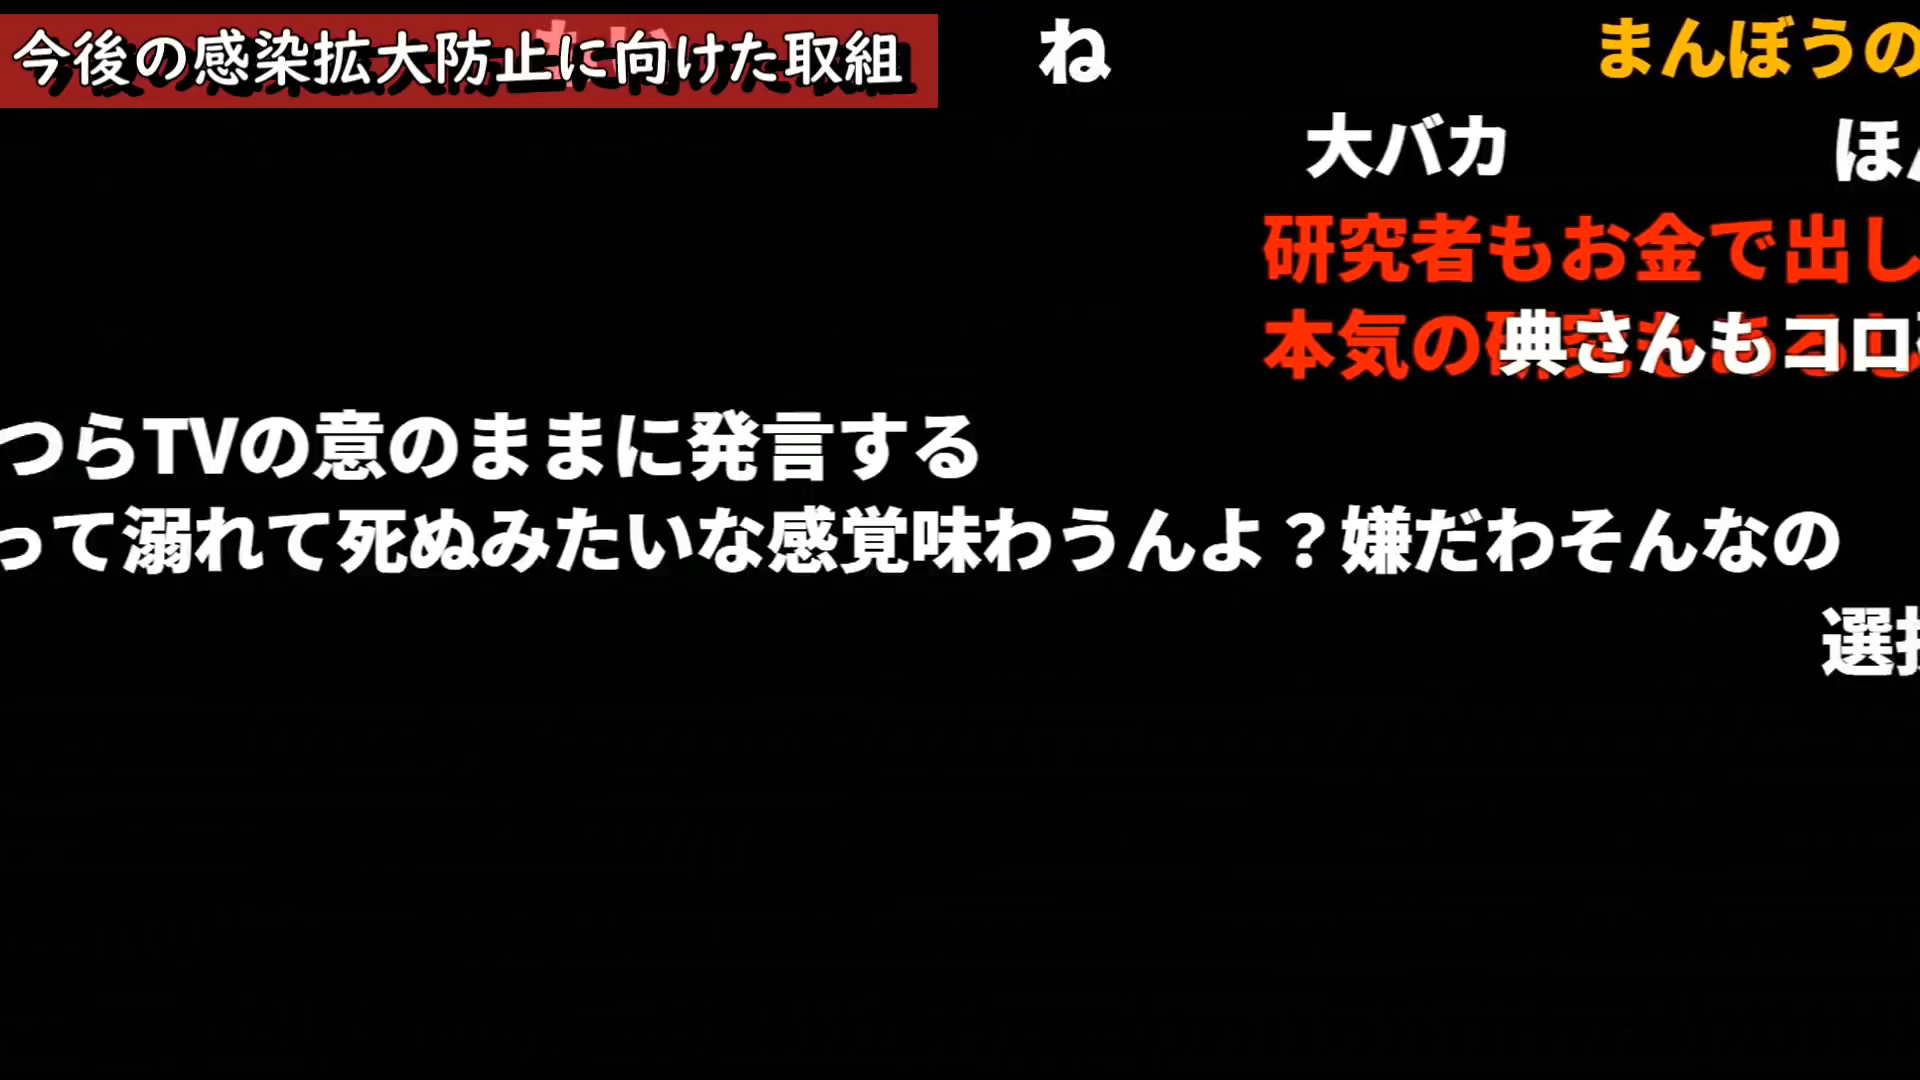 今後の感染拡大防止に向けた取組
ね
まんぼうの
大バカ
ほ
研究者もお金で出し
本気の
典さんもコロ
つらTVの意のままに発言する
って溺れて死ぬみたいな感覚味わうんよ？嫌だわそんなの
選